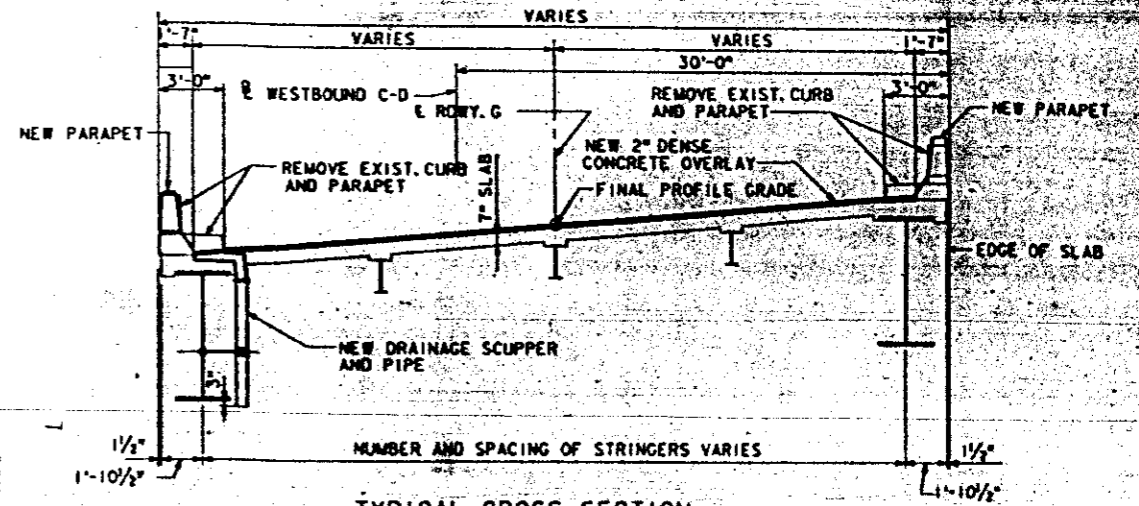 VARIES
1'-7"
VARIES
VARIES
1'-7"
30'-0"
3'-0"
3'-0"
℄ WESTBOUND C-D
℄ RDWY. G
REMOVE EXIST. CURB
AND PARAPET
NEW PARAPET
NEW PARAPET
REMOVE EXIST. CURB
AND PARAPET
7" SLAB
NEW 2" DENSE
CONCRETE OVERLAY
FINAL PROFILE GRADE
EDGE OF SLAB
NEW DRAINAGE SCUPPER
AND PIPE
3"
1½"
NUMBER AND SPACING OF STRINGERS VARIES
1½"
1'-10½"
1'-10½"
TYPICAL CROSS SECTION